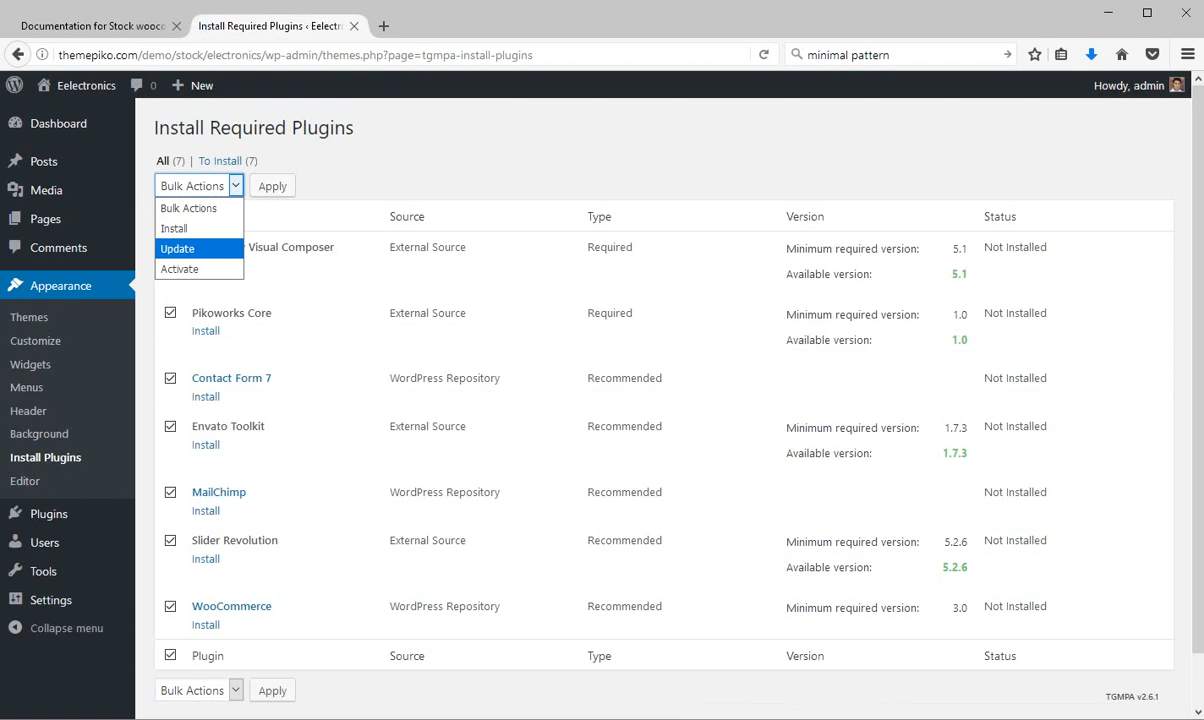 Documentation for Stock wooco
Install Required Plugins ‹ Eelectr
themepiko.com/demo/stock/electronics/wp-admin/themes.php?page=tgmpa-install-plugins
minimal pattern
Eelectronics
0
New
Howdy, admin
Dashboard
Posts
Media
Pages
Comments
Appearance
Themes
Customize
Widgets
Menus
Header
Background
Install Plugins
Editor
Plugins
Users
Tools
Settings
Collapse menu
Install Required Plugins
All (7) | To Install (7)
Bulk Actions
Apply
Bulk Actions
Install
Update
Activate
Source Type Version Status
Visual Composer External Source Required Minimum required version: 5.1 Not Installed
Available version: 5.1
Pikoworks Core External Source Required Minimum required version: 1.0 Not Installed
Install Available version: 1.0
Contact Form 7 WordPress Repository Recommended Not Installed
Install
Envato Toolkit External Source Recommended Minimum required version: 1.7.3 Not Installed
Install Available version: 1.7.3
MailChimp WordPress Repository Recommended Not Installed
Install
Slider Revolution External Source Recommended Minimum required version: 5.2.6 Not Installed
Install Available version: 5.2.6
WooCommerce WordPress Repository Recommended Minimum required version: 3.0 Not Installed
Install
Plugin Source Type Version Status
Bulk Actions Apply
TGMPA v2.6.1